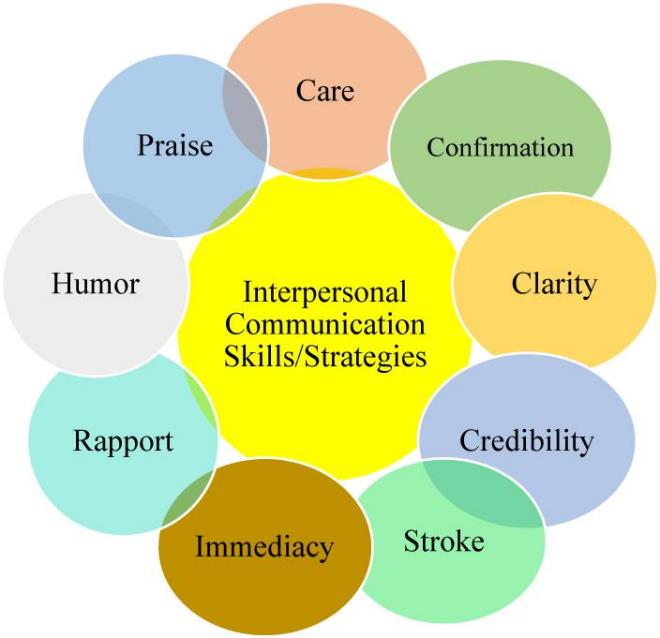 Care
Confirmation
Clarity
Credibility
Stroke
Immediacy
Rapport
Humor
Praise
Interpersonal
Communication
Skills/Strategies